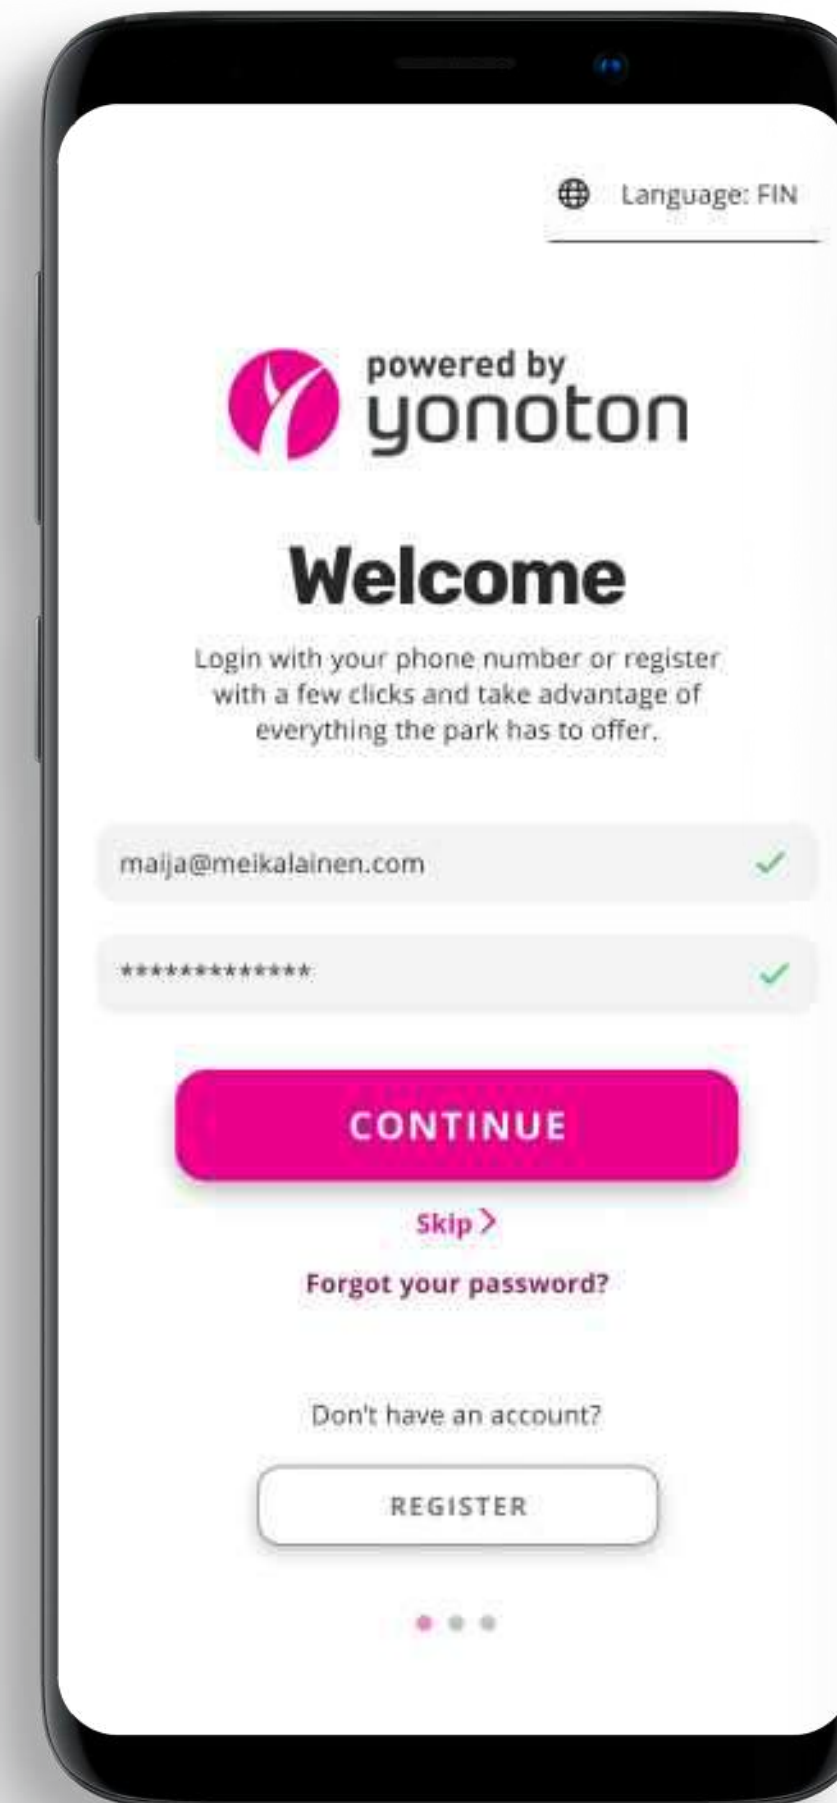 Language: FIN
powered by
yonoton
Welcome
Login with your phone number or register
with a few clicks and take advantage of
everything the park has to offer.
maija@meikalainen.com
*************
CONTINUE
Skip
Forgot your password?
Don't have an account?
REGISTER